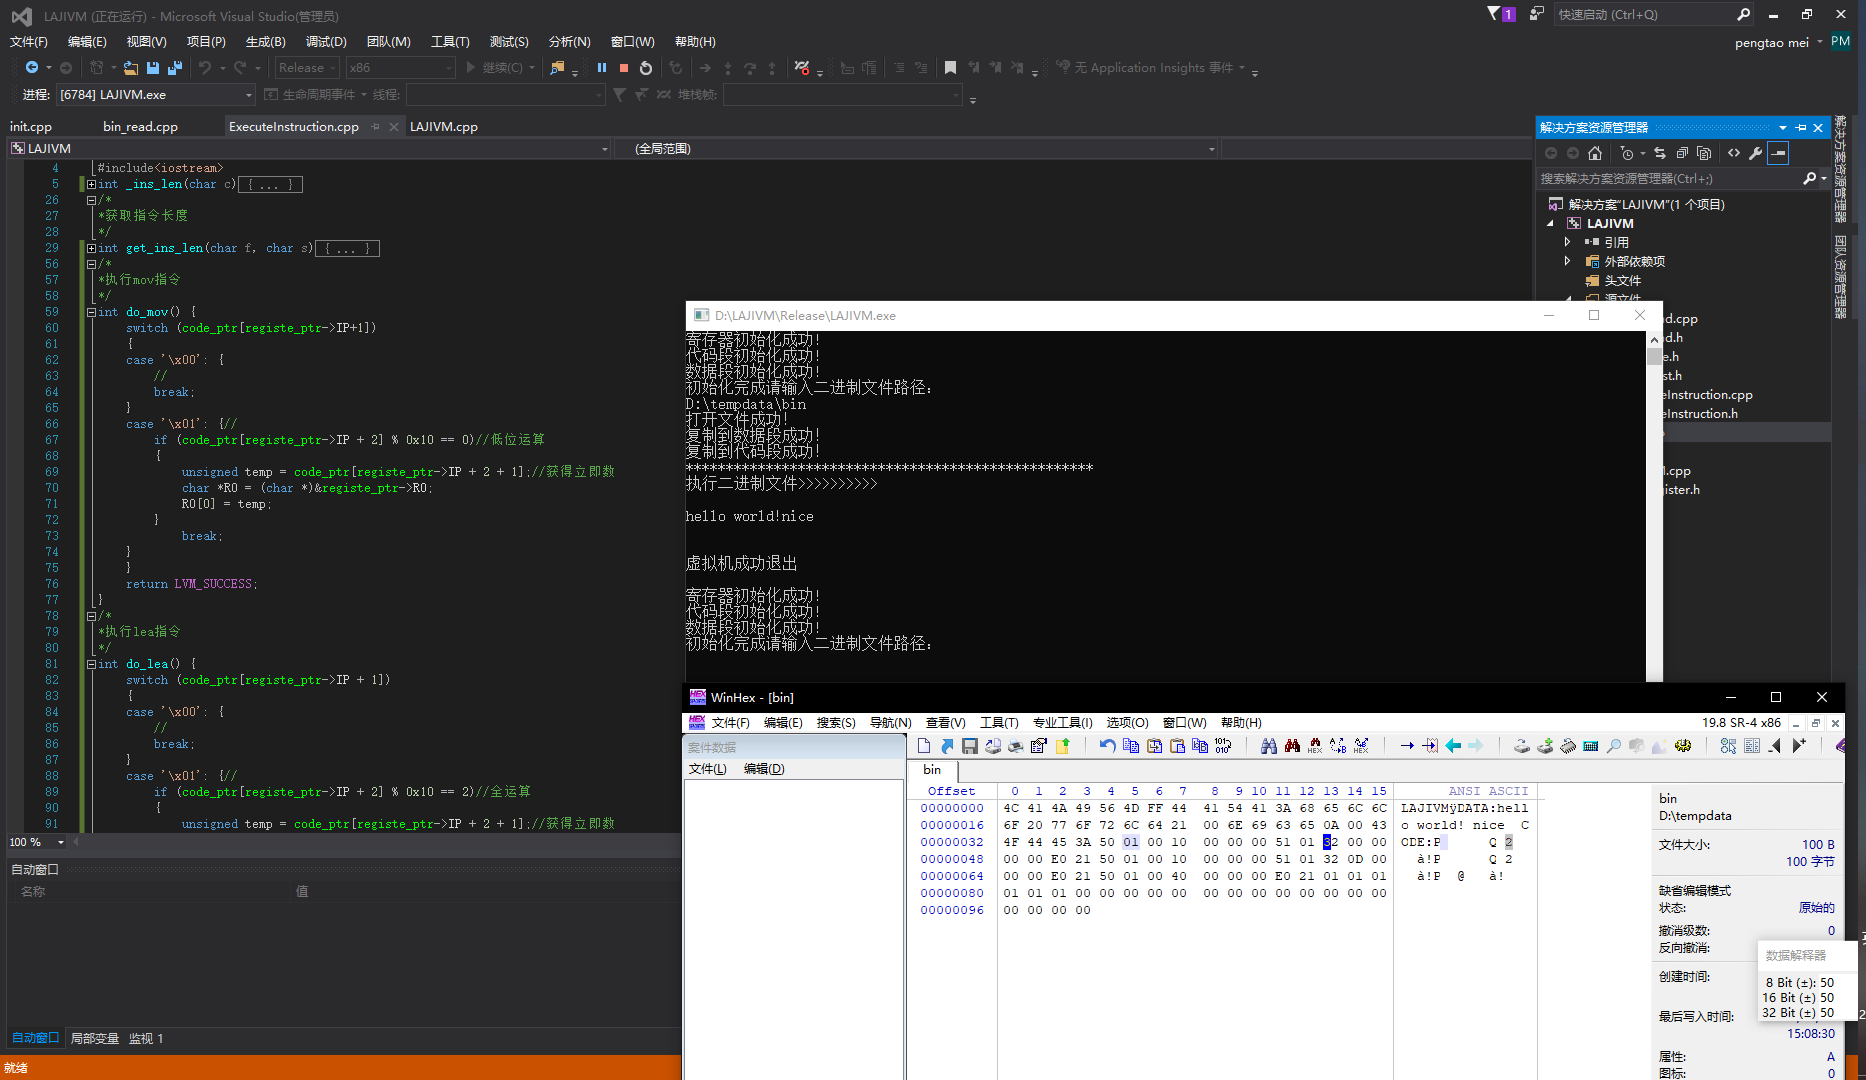 LAJIVM (正在运行) - Microsoft Visual Studio(管理员)
1
快速启动 (Ctrl+Q)
文件(F) 编辑(E) 视图(V) 项目(P) 生成(B) 调试(D) 团队(M) 工具(T) 测试(S) 分析(N) 窗口(W) 帮助(H)
pengtao mei PM
Release x86 继续(C) 无 Application Insights 事件
进程: [6784] LAJIVM.exe 生命周期事件 线程: 堆栈帧:
init.cpp bin_read.cpp ExecuteInstruction.cpp LAJIVM.cpp
LAJIVM (全局范围)
4 #include<iostream>
5 int _ins_len(char c){ ... }
26 /*
27 *获取指令长度
28 */
29 int get_ins_len(char f, char s){ ... }
56 /*
57 *执行mov指令
58 */
59 int do_mov() {
60 switch (code_ptr[registe_ptr->IP+1])
61 {
62 case '\x00': {
63 //
64 break;
65 }
66 case '\x01': {//
67 if (code_ptr[registe_ptr->IP + 2] % 0x10 == 0)//低位运算
68 {
69 unsigned temp = code_ptr[registe_ptr->IP + 2 + 1];//获得立即数
70 char *R0 = (char *)&registe_ptr->R0;
71 R0[0] = temp;
72 }
73 break;
74 }
75 }
76 return LVM_SUCCESS;
77 }
78 /*
79 *执行lea指令
80 */
81 int do_lea() {
82 switch (code_ptr[registe_ptr->IP + 1])
83 {
84 case '\x00': {
85 //
86 break;
87 }
88 case '\x01': {//
89 if (code_ptr[registe_ptr->IP + 2] % 0x10 == 2)//全运算
90 {
91 unsigned temp = code_ptr[registe_ptr->IP + 2 + 1];//获得立即数
100 %
自动窗口
名称 值
自动窗口 局部变量 监视 1
就绪
解决方案资源管理器
搜索解决方案资源管理器(Ctrl+;)
解决方案"LAJIVM"(1 个项目)
LAJIVM
引用
外部依赖项
头文件
源文件
d.cpp
d.h
e.h
st.h
eInstruction.cpp
eInstruction.h
.cpp
ister.h
解决方案资源管理器
团队资源管理器
D:\LAJIVM\Release\LAJIVM.exe
寄存器初始化成功!
代码段初始化成功!
数据段初始化成功!
初始化完成请输入二进制文件路径:
D:\tempdata\bin
打开文件成功!
复制到数据段成功!
复制到代码段成功!
***************************************************
执行二进制文件>>>>>>>>>>
hello world!nice
虚拟机成功退出
寄存器初始化成功!
代码段初始化成功!
数据段初始化成功!
初始化完成请输入二进制文件路径:
WinHex - [bin]
文件(F) 编辑(E) 搜索(S) 导航(N) 查看(V) 工具(T) 专业工具(I) 选项(O) 窗口(W) 帮助(H) 19.8 SR-4 x86
案件数据
文件(L) 编辑(D)
bin
Offset 0 1 2 3 4 5 6 7 8 9 10 11 12 13 14 15 ANSI ASCII
00000000 4C 41 4A 49 56 4D FF 44 41 54 41 3A 68 65 6C 6C LAJIVMÿDATA:hell
00000016 6F 20 77 6F 72 6C 64 21 00 6E 69 63 65 0A 00 43 o world! nice C
00000032 4F 44 45 3A 50 01 00 10 00 00 00 51 01 32 00 00 ODE:P Q 2
00000048 00 00 E0 21 50 01 00 10 00 00 00 51 01 32 0D 00 à!P Q 2
00000064 00 00 E0 21 50 01 00 40 00 00 00 E0 21 01 01 01 à!P @ à!
00000080 01 01 01 00 00 00 00 00 00 00 00 00 00 00 00 00
00000096 00 00 00 00
bin
D:\tempdata
文件大小: 100 B
100 字节
缺省编辑模式
状态: 原始的
撤消级数: 0
反向撤消:
创建时间:
最后写入时间:
15:08:30
属性: A
图标: 0
数据解释器
8 Bit (±): 50
16 Bit (±) 50
32 Bit (±) 50